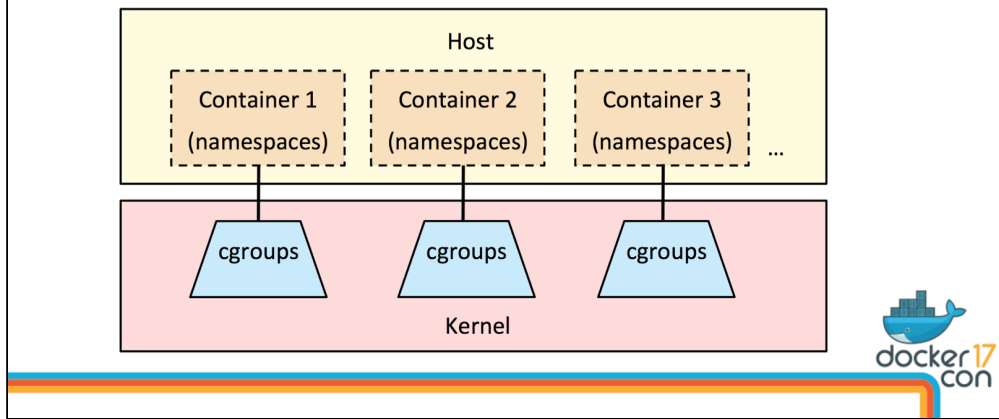 Host
Container 1
(namespaces)
Container 2
(namespaces)
Container 3
(namespaces)
...
cgroups
cgroups
cgroups
Kernel
docker 17
con